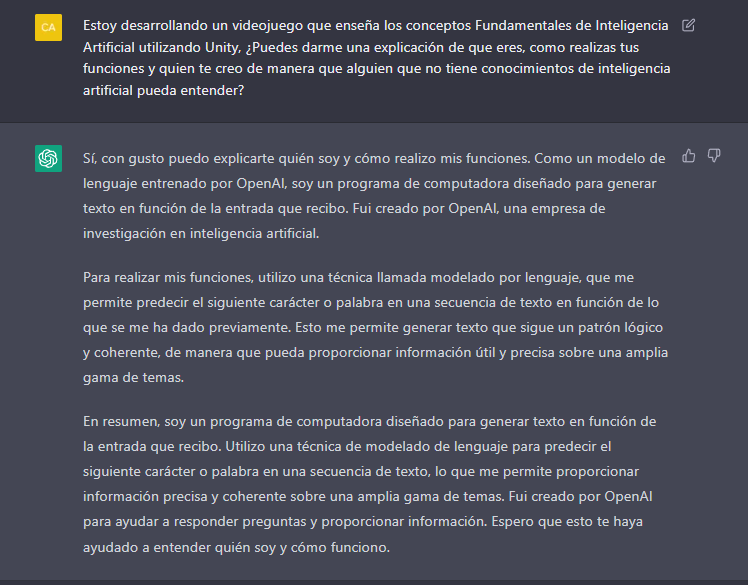 CA
Estoy desarrollando un videojuego que enseña los conceptos Fundamentales de Inteligencia
Artificial utilizando Unity, ¿Puedes darme una explicación de que eres, como realizas tus
funciones y quien te creo de manera que alguien que no tiene conocimientos de inteligencia
artificial pueda entender?
Sí, con gusto puedo explicarte quién soy y cómo realizo mis funciones. Como un modelo de
lenguaje entrenado por OpenAI, soy un programa de computadora diseñado para generar
texto en función de la entrada que recibo. Fui creado por OpenAI, una empresa de
investigación en inteligencia artificial.
Para realizar mis funciones, utilizo una técnica llamada modelado por lenguaje, que me
permite predecir el siguiente carácter o palabra en una secuencia de texto en función de lo
que se me ha dado previamente. Esto me permite generar texto que sigue un patrón lógico
y coherente, de manera que pueda proporcionar información útil y precisa sobre una amplia
gama de temas.
En resumen, soy un programa de computadora diseñado para generar texto en función de
la entrada que recibo. Utilizo una técnica de modelado de lenguaje para predecir el
siguiente carácter o palabra en una secuencia de texto, lo que me permite proporcionar
información precisa y coherente sobre una amplia gama de temas. Fui creado por OpenAI
para ayudar a responder preguntas y proporcionar información. Espero que esto te haya
ayudado a entender quién soy y cómo funciono.